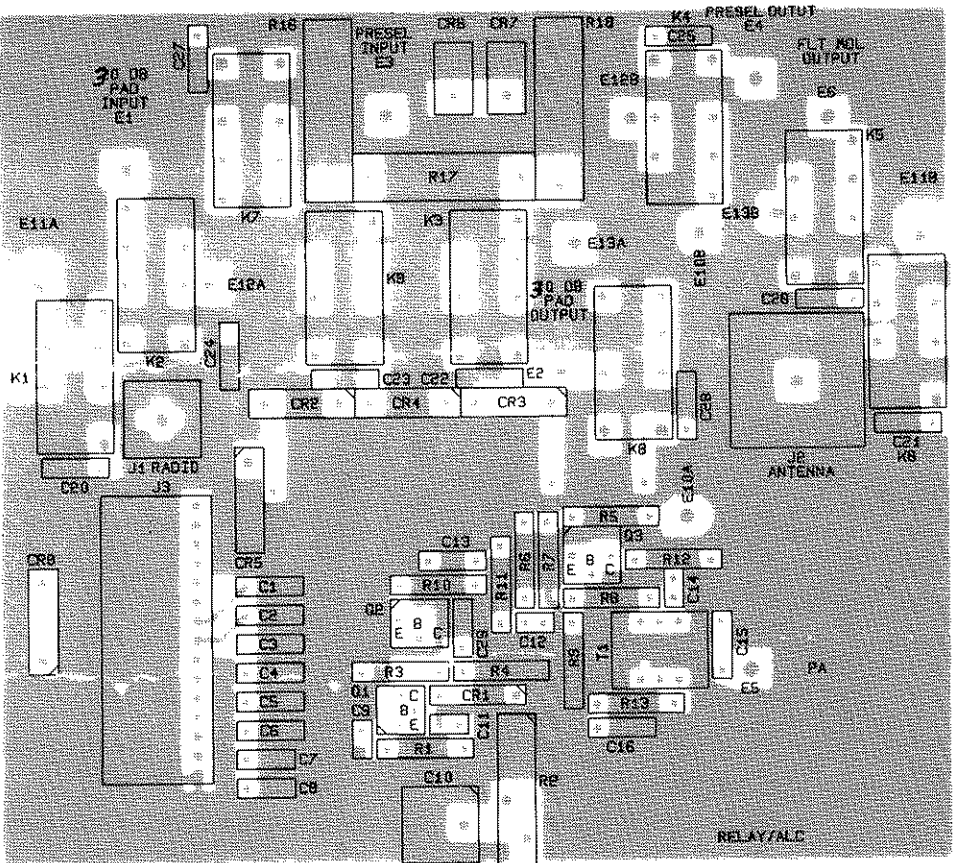 R16
PRESEL
INPUT
E3
CR6
CR7
R18
K4
C25
PRESEL OUTUT
E4
C27
30 DB
PAD
INPUT
E1
FLT MOL
OUTPUT
E12B
E6
K5
R17
E11B
E11A
K7
K3
E13B
E13A
E10B
K9
E12A
30 DB
PAD
OUTPUT
C26
K1
K2
C24
C23
C22
E2
CR2
CR4
CR3
C28
K8
C21
K6
J1 RADIO
J2
ANTENNA
C20
J3
E10A
CR5
CR8
R5
Q3
C13
R6
R7
B
E
C
R12
C1
R10
R11
R8
C14
C2
Q2
B
E
C
C29
C12
C3
R9
T1
C15
C4
R3
R4
PA
E5
C5
Q1
C
CR1
R13
C9
B
C6
E
C11
C16
R1
C7
C10
R2
C8
RELAY/ALC